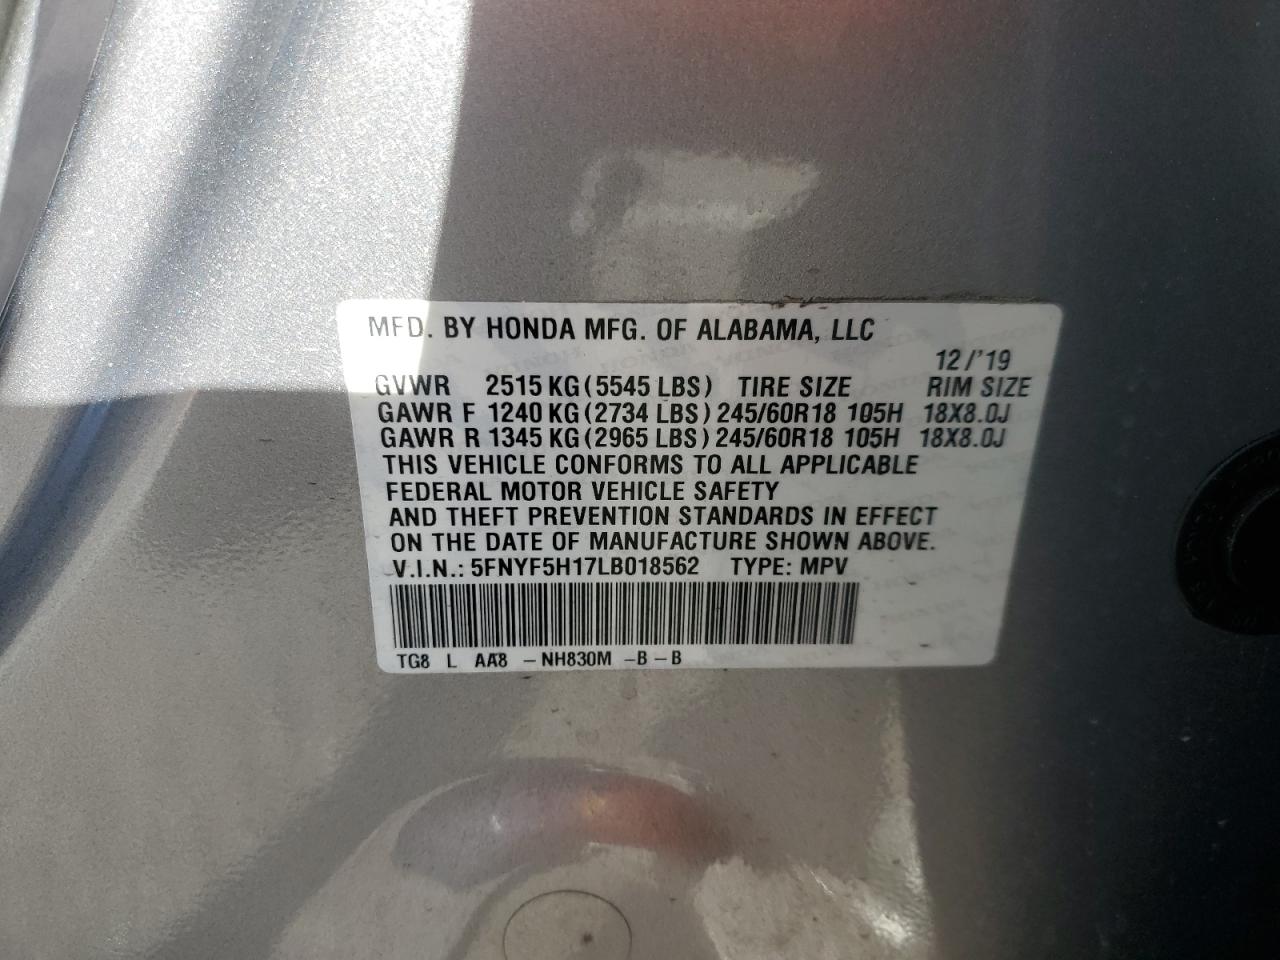 MFD. BY HONDA MFG. OF ALABAMA, LLC
12/'19
GVWR 2515 KG (5545 LBS) TIRE SIZE RIM SIZE
GAWR F 1240 KG (2734 LBS) 245/60R18 105H 18X8.0J
GAWR R 1345 KG (2965 LBS) 245/60R18 105H 18X8.0J
THIS VEHICLE CONFORMS TO ALL APPLICABLE
FEDERAL MOTOR VEHICLE SAFETY
AND THEFT PREVENTION STANDARDS IN EFFECT
ON THE DATE OF MANUFACTURE SHOWN ABOVE.
V.I.N.: 5FNYF5H17LB018562 TYPE: MPV
TG8 L AA8 - NH830M - B - B